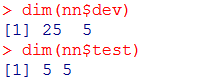 > dim(nn$dev)
[1] 25  5
> dim(nn$test)
[1] 5 5